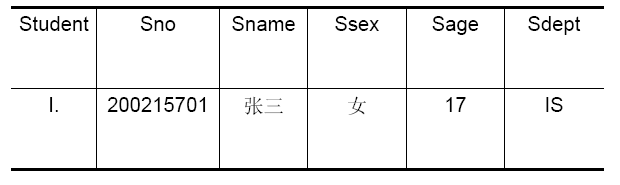 Student Sno Sname Ssex Sage Sdept
I. 200215701 张三 女 17 IS